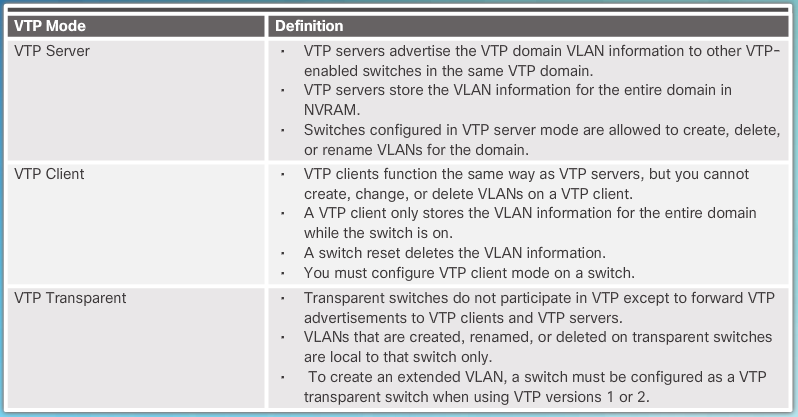 VTP Mode
Definition
VTP Server
▪ VTP servers advertise the VTP domain VLAN information to other VTP-
enabled switches in the same VTP domain.
▪ VTP servers store the VLAN information for the entire domain in
NVRAM.
▪ Switches configured in VTP server mode are allowed to create, delete,
or rename VLANs for the domain.
VTP Client
▪ VTP clients function the same way as VTP servers, but you cannot
create, change, or delete VLANs on a VTP client.
▪ A VTP client only stores the VLAN information for the entire domain
while the switch is on.
▪ A switch reset deletes the VLAN information.
▪ You must configure VTP client mode on a switch.
VTP Transparent
▪ Transparent switches do not participate in VTP except to forward VTP
advertisements to VTP clients and VTP servers.
▪ VLANs that are created, renamed, or deleted on transparent switches
are local to that switch only.
▪ To create an extended VLAN, a switch must be configured as a VTP
transparent switch when using VTP versions 1 or 2.